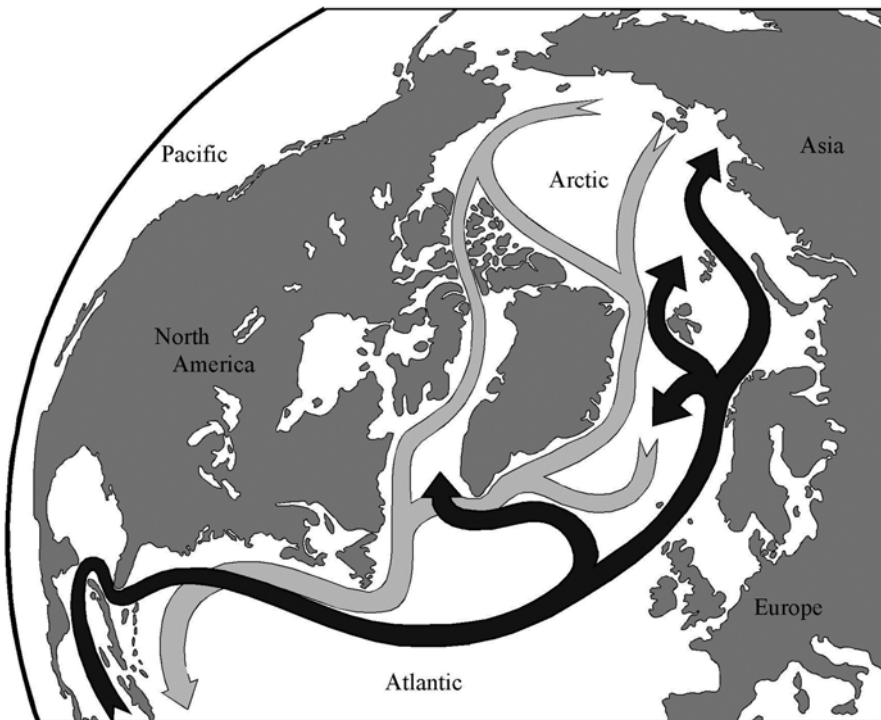 Pacific
Asia
Arctic
North
America
Europe
Atlantic